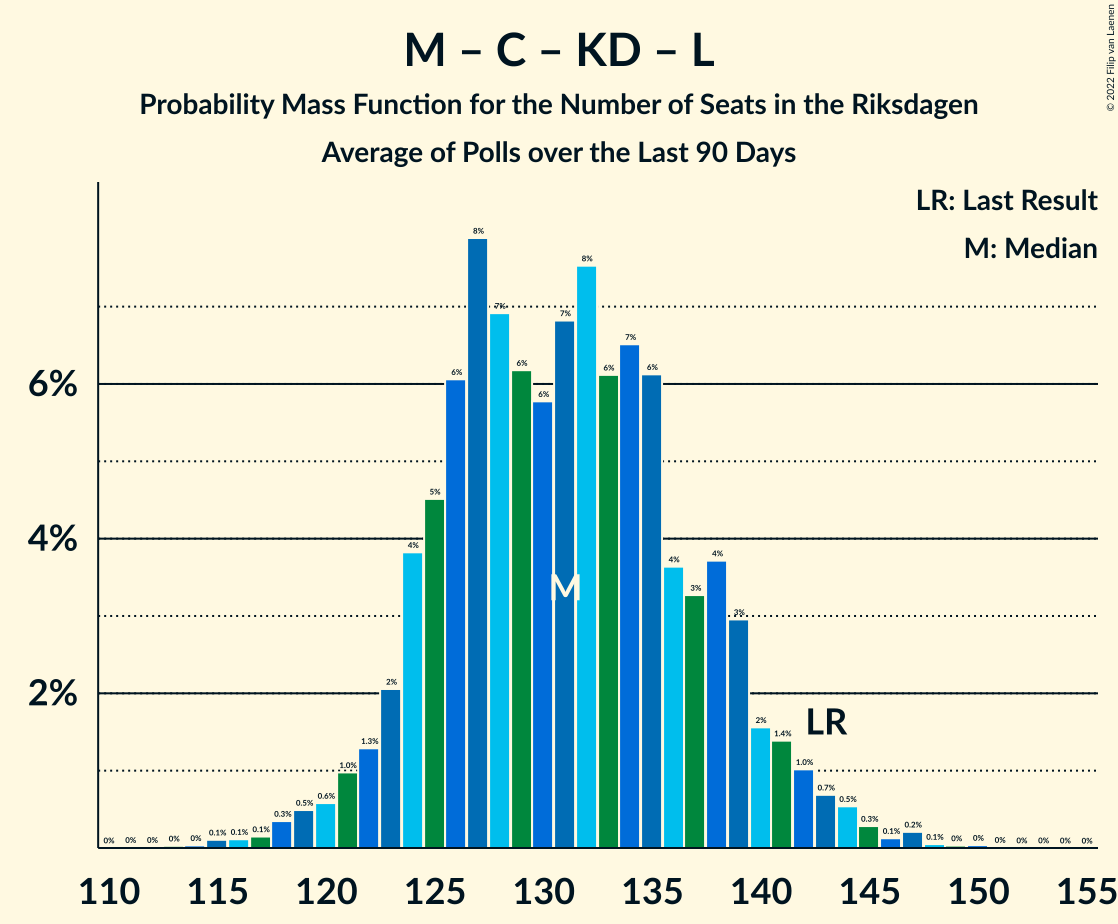 © 2022 Filip van Laenen
M – C – KD – L
Probability Mass Function for the Number of Seats in the Riksdagen
Average of Polls over the Last 90 Days
LR: Last Result
M: Median
6%
4%
2%
0% 0% 0% 0% 0% 0.1% 0.1% 0.1% 0.3% 0.5% 0.6% 1.0% 1.3% 2% 4% 5% 6% 8% 7% 6% 6% 7% 8% 6% 7% 6% 4% 3% 4% 3% 2% 1.4% 1.0% 0.7% 0.5% 0.3% 0.1% 0.2% 0.1% 0% 0% 0% 0% 0% 0% 0%
M
LR
110 115 120 125 130 135 140 145 150 155